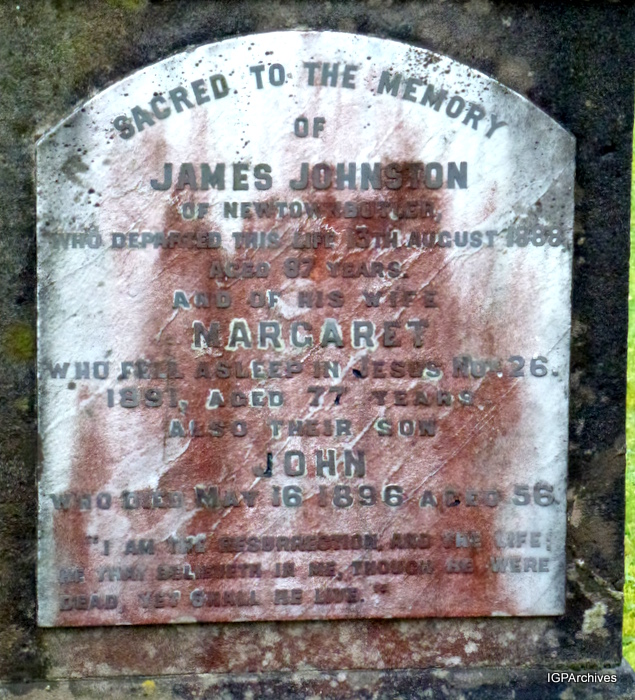 SACRED TO THE MEMORY
OF
JAMES JOHNSTON
OF NEWTOWNBUTLER,
WHO DEPARTED THIS LIFE 13TH AUGUST
AGED 87 YEARS.
AND OF HIS WIFE
MARGARET
WHO FELL ASLEEP IN JESUS NOV. 26.
1891, AGED 77 YEARS.
ALSO THEIR SON
JOHN
WHO DIED MAY 16 1896 AGED 56.
"I AM THE RESURRECTION, AND THE LIFE;
HE THAT BELIEVETH IN ME, THOUGH HE WERE
DEAD, YET SHALL HE LIVE."
IGPArchives